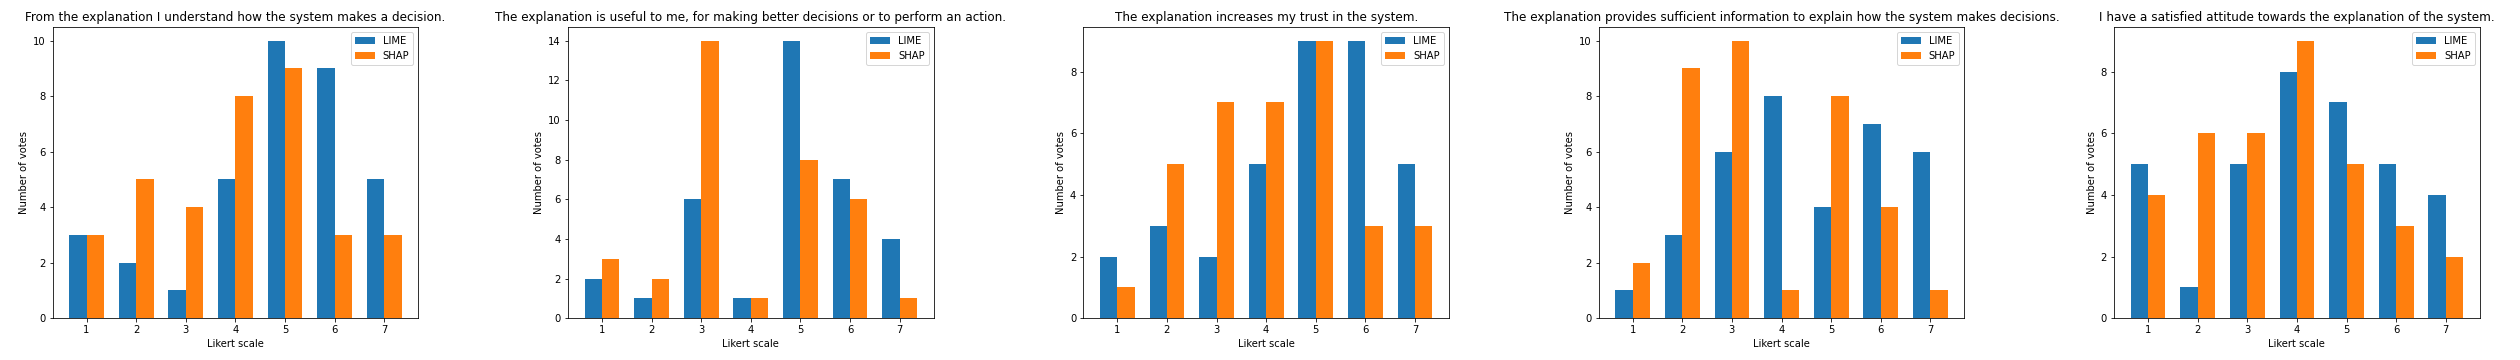 From the explanation I understand how the system makes a decision.
LIME
SHAP
Number of votes
10
8
6
4
2
0
1 2 3 4 5 6 7
Likert scale
The explanation is useful to me, for making better decisions or to perform an action.
LIME
SHAP
Number of votes
14
12
10
8
6
4
2
0
1 2 3 4 5 6 7
Likert scale
The explanation increases my trust in the system.
LIME
SHAP
Number of votes
8
6
4
2
0
1 2 3 4 5 6 7
Likert scale
The explanation provides sufficient information to explain how the system makes decisions.
LIME
SHAP
Number of votes
10
8
6
4
2
0
1 2 3 4 5 6 7
Likert scale
I have a satisfied attitude towards the explanation of the system.
LIME
SHAP
Number of votes
8
6
4
2
0
1 2 3 4 5 6 7
Likert scale